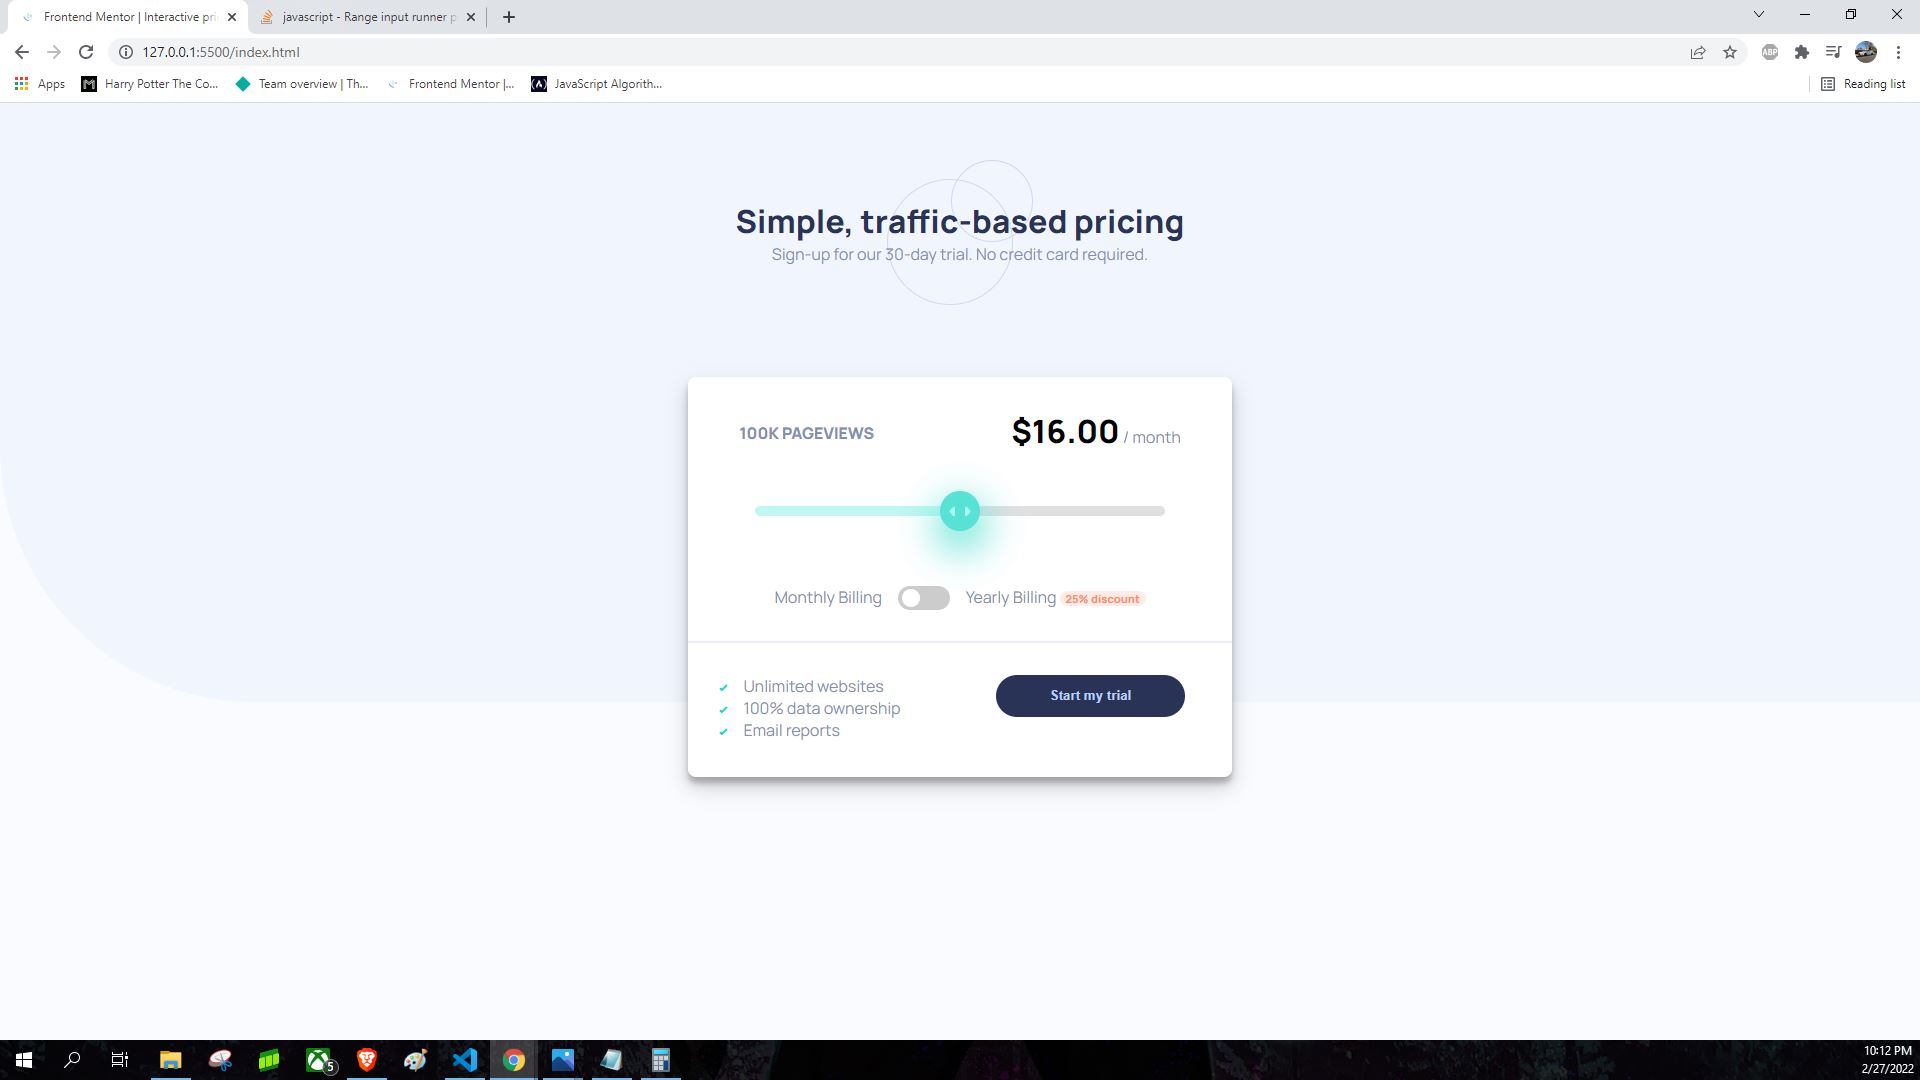 Frontend Mentor | Interactive pri
javascript - Range input runner p
127.0.0.1:5500/index.html
ABP
Apps
Harry Potter The Co...
Team overview | Th...
Frontend Mentor |...
JavaScript Algorith...
Reading list
Simple, traffic-based pricing
Sign-up for our 30-day trial. No credit card required.
100K PAGEVIEWS
$16.00 / month
Monthly Billing
Yearly Billing 25% discount
Unlimited websites
100% data ownership
Email reports
Start my trial
5
10:12 PM
2/27/2022